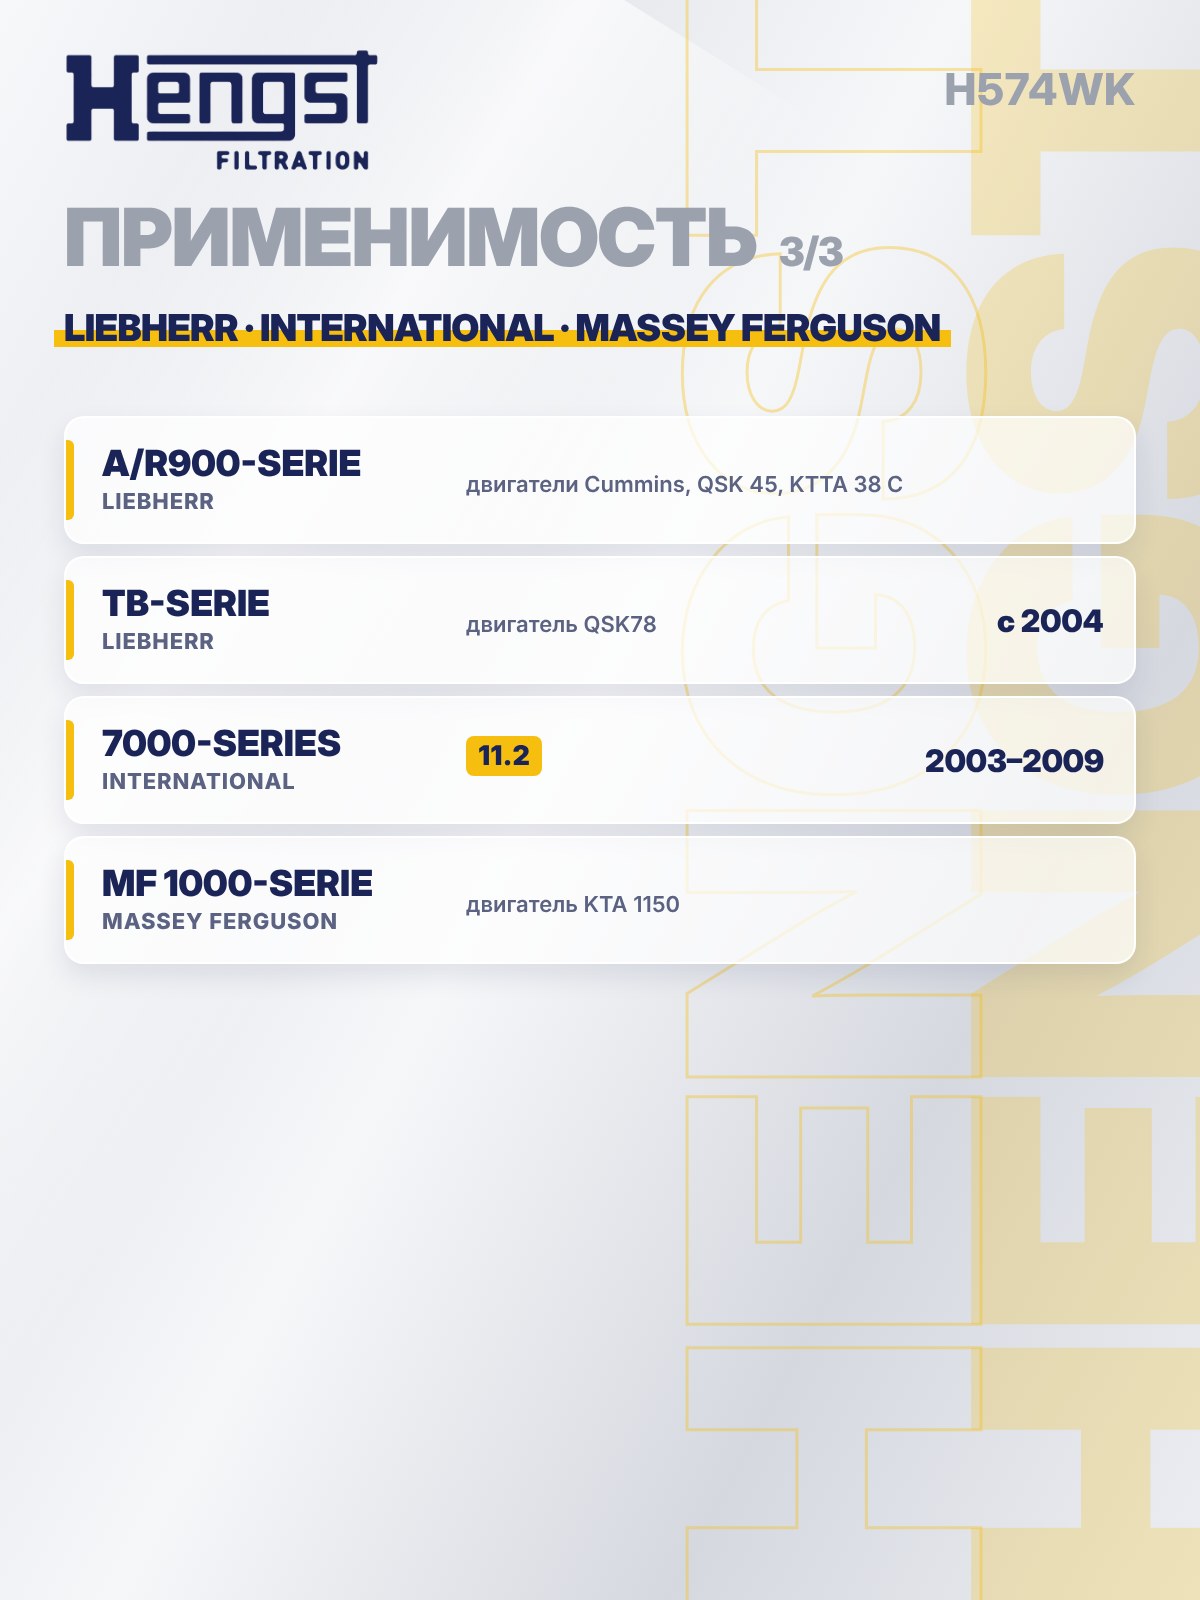 Hengst
FILTRATION
H574WK
ПРИМЕНИМОСТЬ 3/3
LIEBHERR · INTERNATIONAL · MASSEY FERGUSON
A/R900-SERIE
LIEBHERR
двигатели Cummins, QSK 45, KTTA 38 C
TB-SERIE
LIEBHERR
двигатель QSK78
с 2004
7000-SERIES
INTERNATIONAL
11.2
2003–2009
MF 1000-SERIE
MASSEY FERGUSON
двигатель KTA 1150
HENGST
HENGST